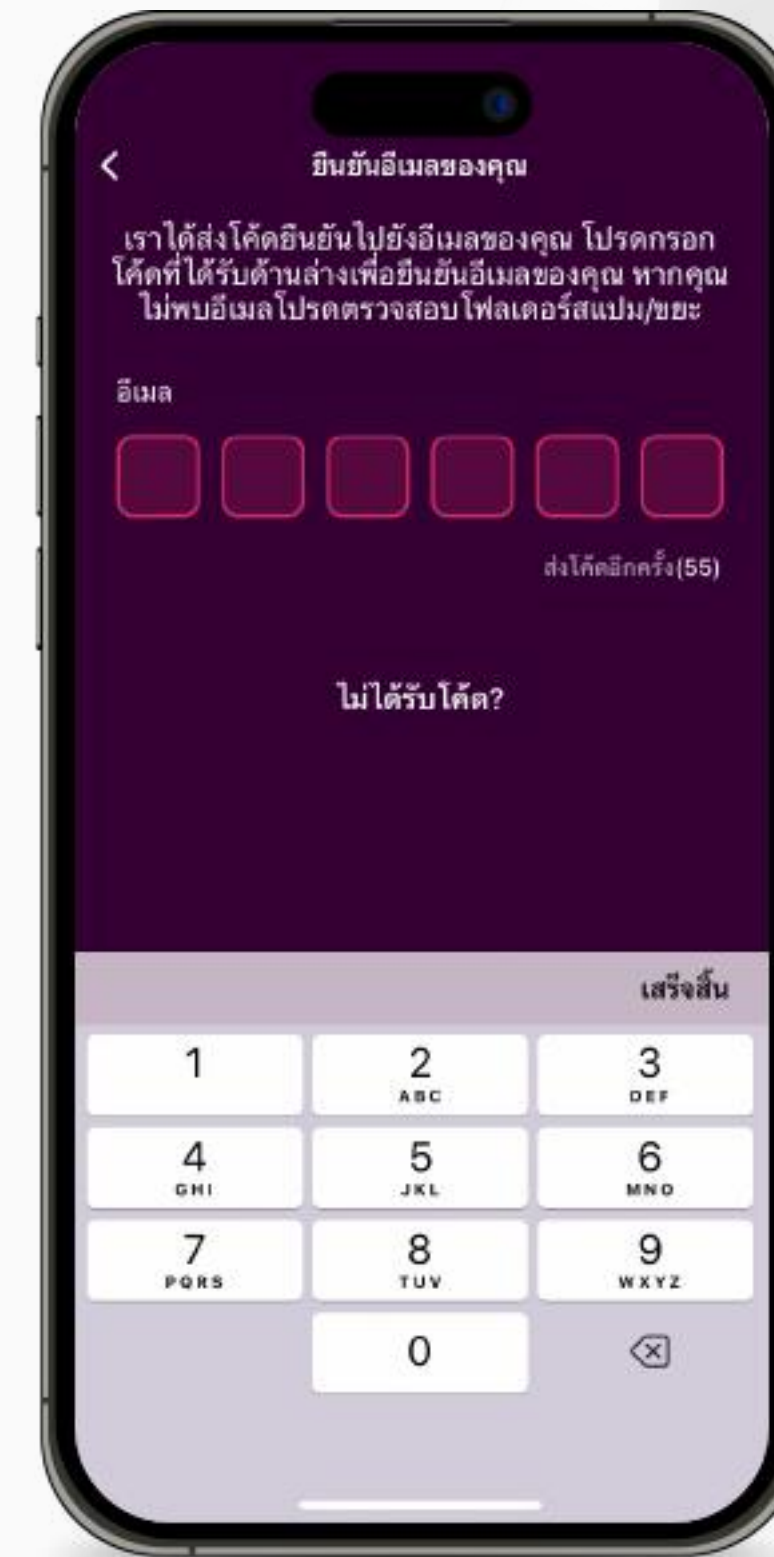 ยืนยันอีเมลของคุณ
เราได้ส่งโค้ดยืนยันไปยังอีเมลของคุณ โปรดกรอก
โค้ดที่ได้รับด้านล่างเพื่อยืนยันอีเมลของคุณ หากคุณ
ไม่พบอีเมลโปรดตรวจสอบโฟลเดอร์สแปม/ขยะ
อีเมล
ส่งโค้ดอีกครั้ง(55)
ไม่ได้รับโค้ด?
เสร็จสิ้น
1 2 3
ABC DEF
4 5 6
GHI JKL MNO
7 8 9
PQRS TUV WXYZ
0